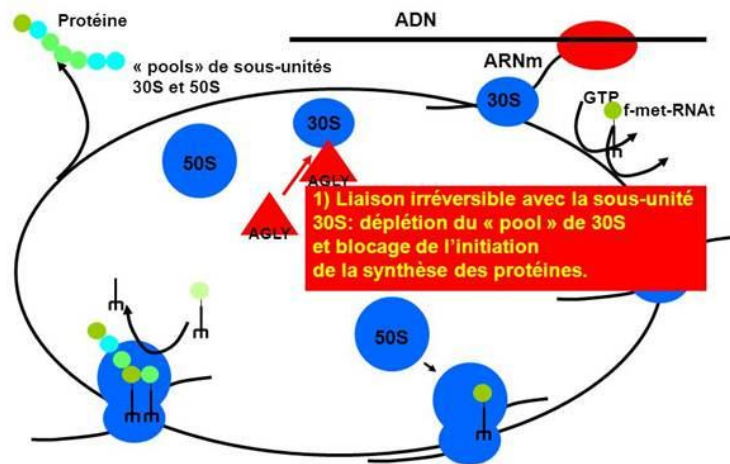 Protéine
ADN
« pools» de sous-unités
30S et 50S
ARNm
30S
30S
GTP
f-met-RNAt
50S
AGLY
AGLY
1) Liaison irréversible avec la sous-unité
30S: déplétion du « pool » de 30S
et blocage de l'initiation
de la synthèse des protéines.
50S